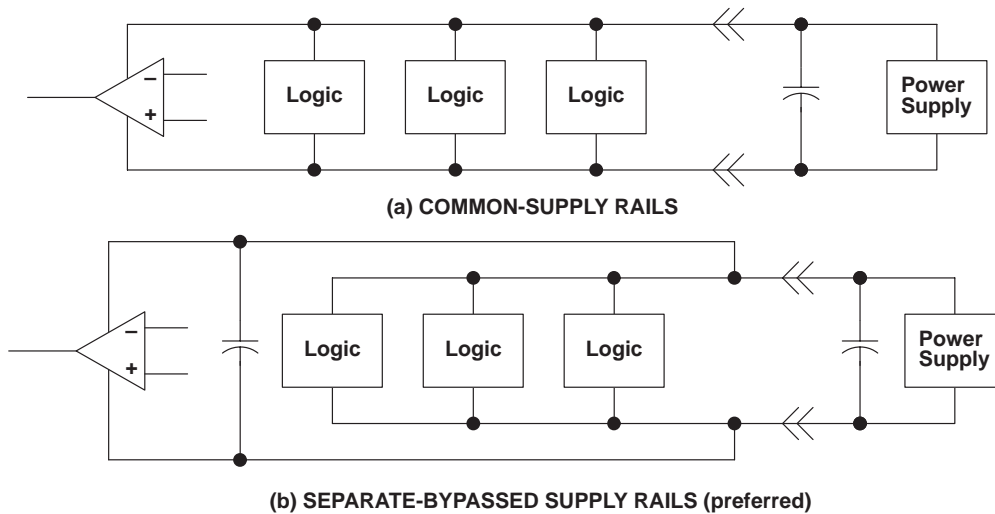 −
+
Logic
Logic
Logic
Power
Supply
(a) COMMON-SUPPLY RAILS
−
+
Logic
Logic
Logic
Power
Supply
(b) SEPARATE-BYPASSED SUPPLY RAILS (preferred)